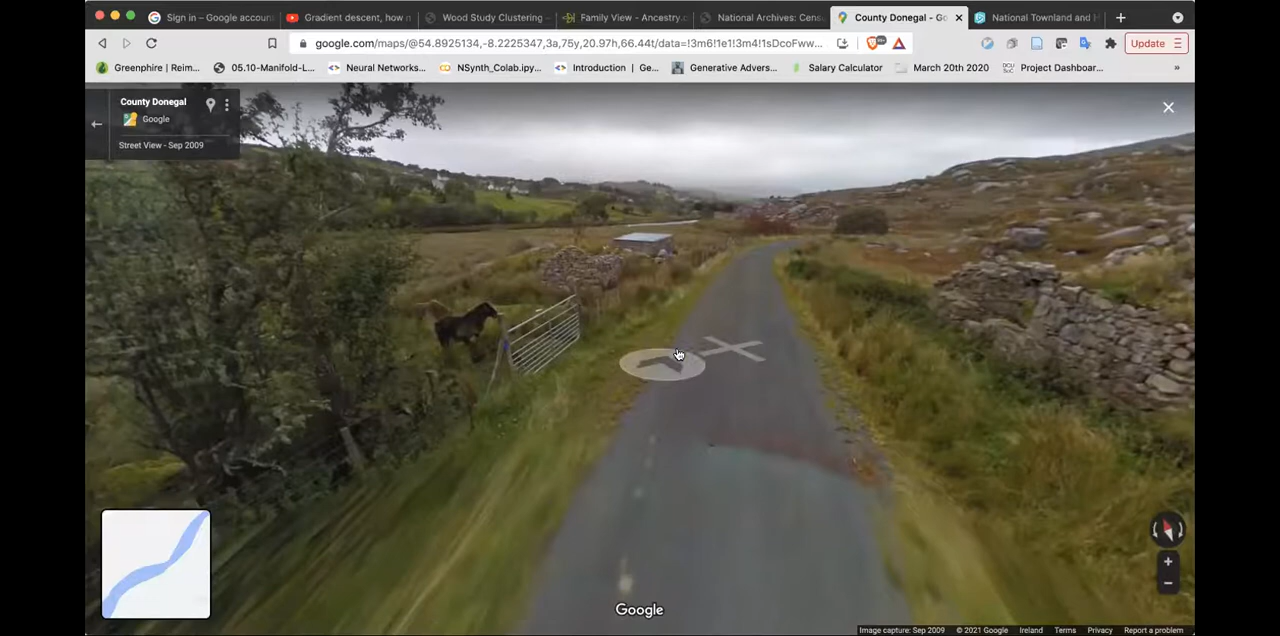 Sign in – Google accoun
Gradient descent, how n
Wood Study Clustering -
Family View - Ancestry.c
National Archives: Censu
County Donegal - Go
National Townland and H
google.com/maps/@54.8925134,-8.2225347,3a,75y,20.97h,66.44t/data=!3m6!1e1!3m4!1sDcoFww...
Update
Greenphire | Reim...
05.10-Manifold-L...
Neural Networks...
NSynth_Colab.ipy...
Introduction | Ge...
Generative Advers...
Salary Calculator
March 20th 2020
Project Dashboar...
»
County Donegal
Google
Street View - Sep 2009
Google
Image capture: Sep 2009 © 2021 Google Ireland Terms Privacy Report a problem